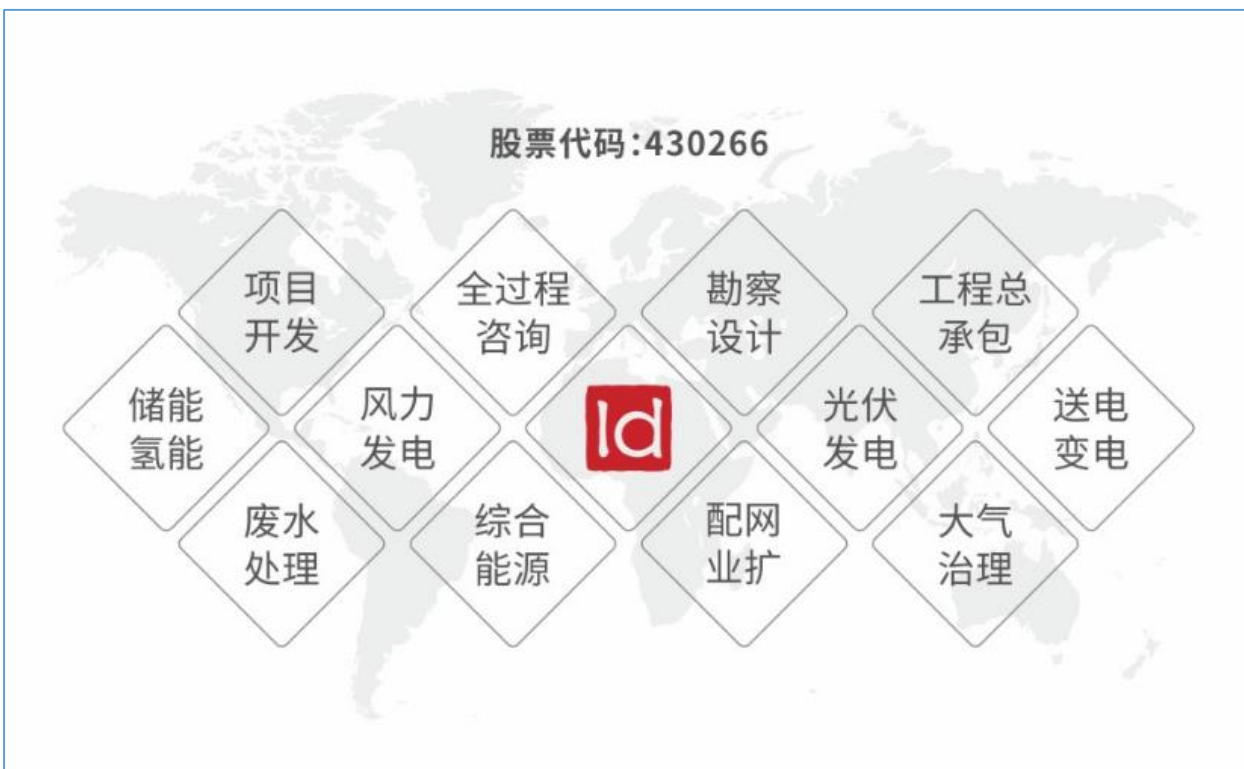 股票代码:430266
项目
开发
全过程
咨询
勘察
设计
工程总
承包
储能
氢能
风力
发电
ld
光伏
发电
送电
变电
废水
处理
综合
能源
配网
业扩
大气
治理